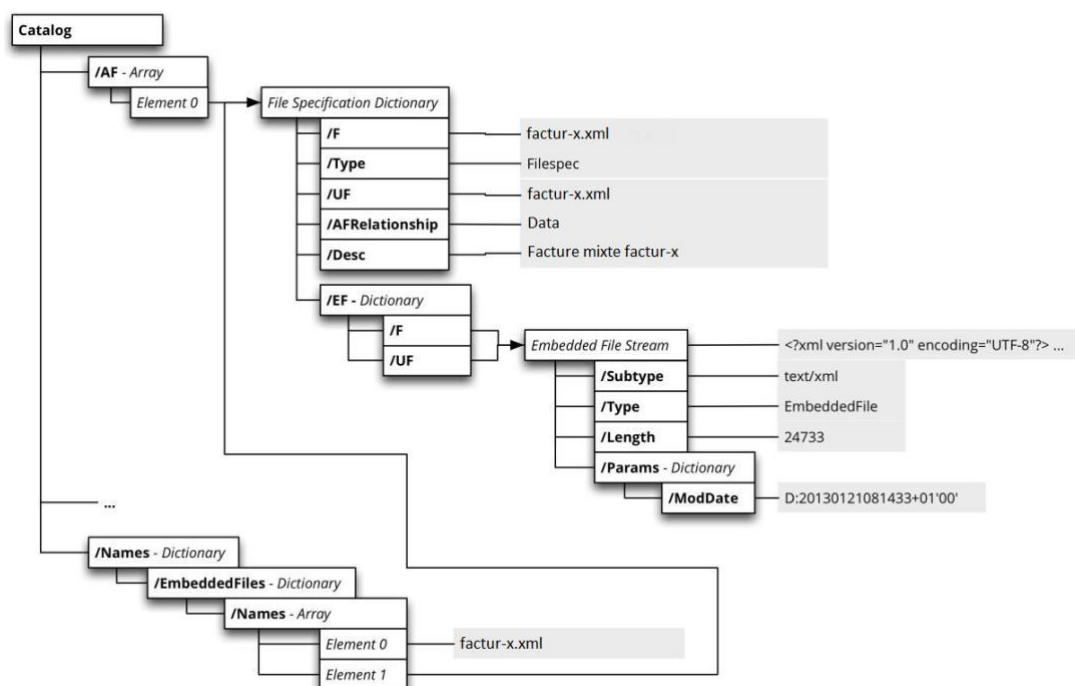 Catalog
/AF - Array
Element 0
File Specification Dictionary
/F
factur-x.xml
/Type
Filespec
/UF
factur-x.xml
/AFRelationship
Data
/Desc
Facture mixte factur-x
/EF - Dictionary
/F
/UF
Embedded File Stream
<?xml version="1.0" encoding="UTF-8"?> ...
/Subtype
text/xml
/Type
EmbeddedFile
/Length
24733
/Params - Dictionary
/ModDate
D:20130121081433+01'00'
...
/Names - Dictionary
/EmbeddedFiles - Dictionary
/Names - Array
Element 0
factur-x.xml
Element 1